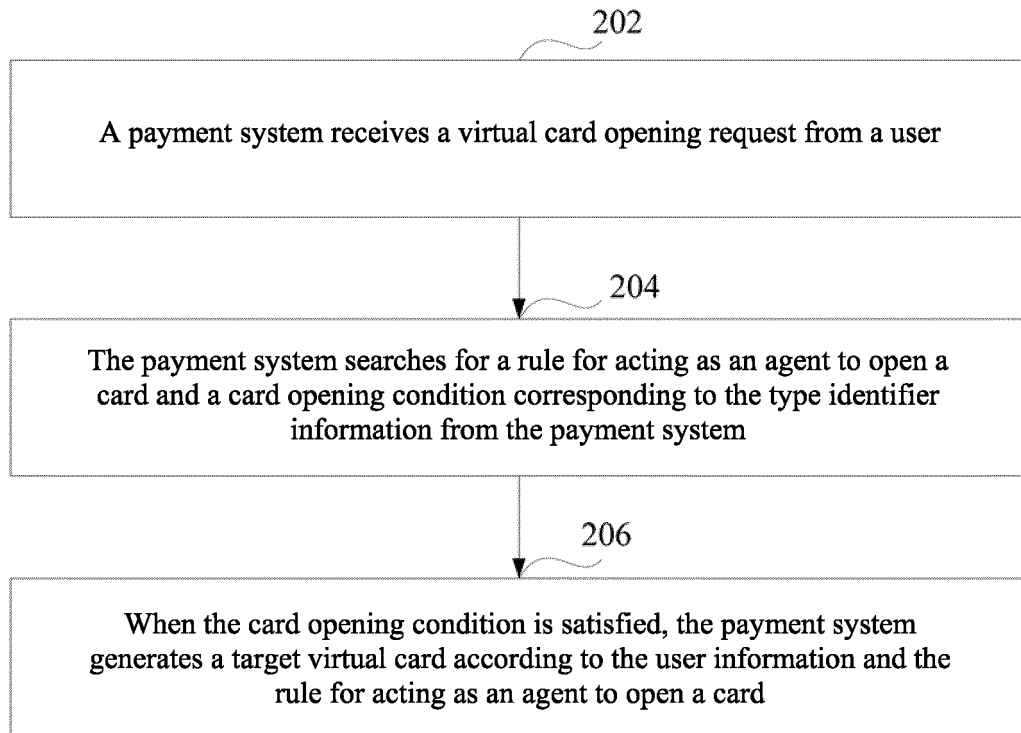 202
A payment system receives a virtual card opening request from a user
204
The payment system searches for a rule for acting as an agent to open a
card and a card opening condition corresponding to the type identifier
information from the payment system
206
When the card opening condition is satisfied, the payment system
generates a target virtual card according to the user information and the
rule for acting as an agent to open a card